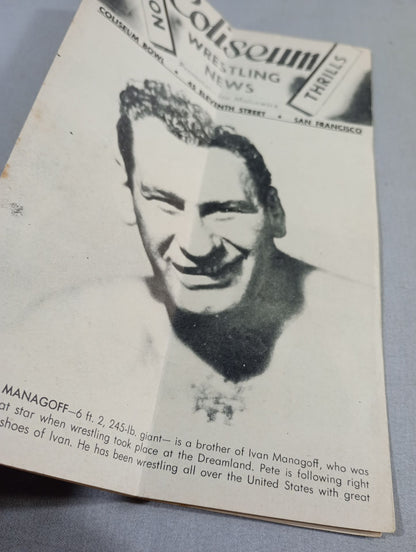 NO
Coliseum
WRESTLING
NEWS
THRILLS
COLISEUM BOWL • 45 ELEVENTH STREET • SAN FRANCISCO
MANAGOFF—6 ft. 2, 245-lb. giant— is a brother of Ivan Managoff, who was
at star when wrestling took place at the Dreamland. Pete is following right
shoes of Ivan. He has been wrestling all over the United States with great